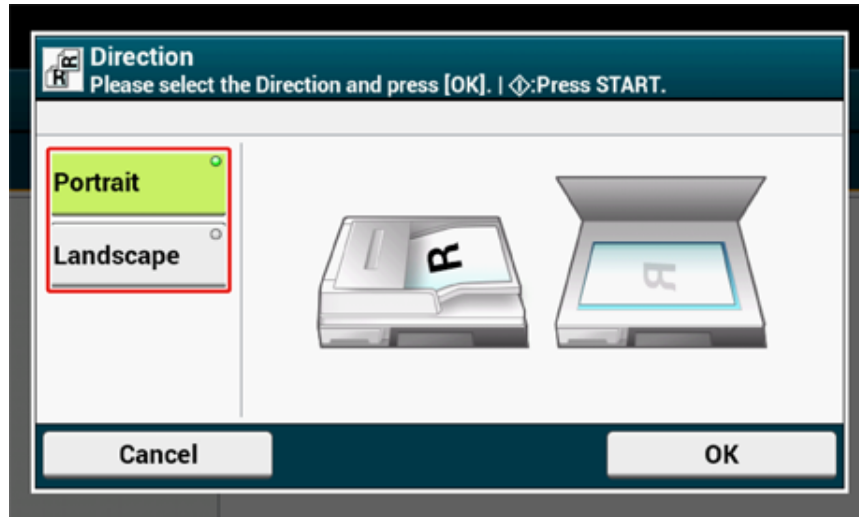 Direction
Please select the Direction and press [OK]. | :Press START.
Portrait
Landscape
R
R
Cancel
OK